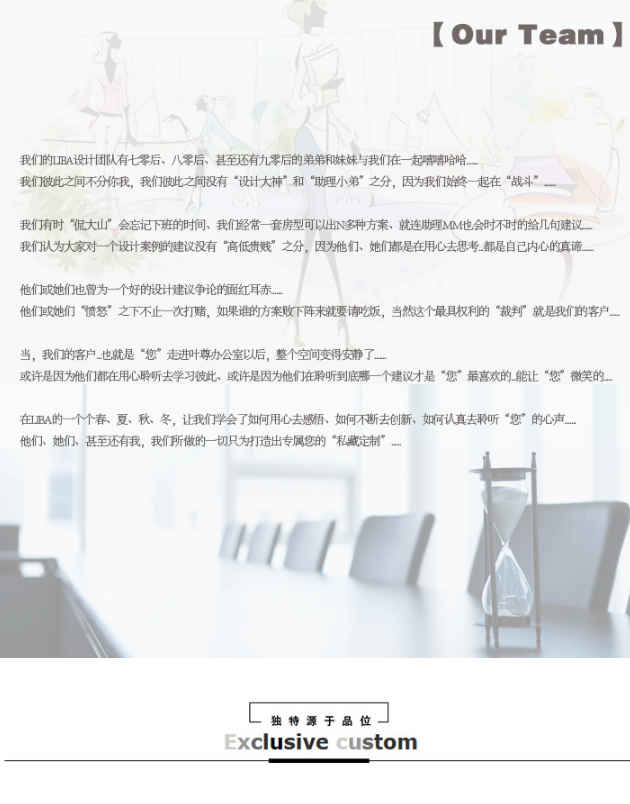 【Our Team】
我们的LIBA设计团队有七零后、八零后、甚至还有九零后的弟弟和妹妹与我们在一起嘻嘻哈哈......
我们彼此之间不分你我，我们彼此之间没有“设计大神”和“助理小弟”之分，因为我们始终一起在“战斗”......
我们有时“侃大山”会忘记下班的时间、我们经常一套房型可以出N多种方案、就连助理MM也会时不时的给几句建议......
我们认为大家对一个设计案例的建议没有“高低贵贱”之分，因为他们、她们都是在用心去思考...都是自己内心的真谛......
他们或她们也曾为一个好的设计建议争论的面红耳赤......
他们或她们“愤怒”之下不止一次打赌，如果谁的方案败下阵来就要请吃饭，当然这个最具权利的“裁判”就是我们的客户......
当，我们的客户...也就是“您”走进叶尊办公室以后，整个空间变得安静了......
或许是因为他们都在用心聆听去学习彼此、或许是因为他们在聆听到底哪一个建议才是“您”最喜欢的...能让“您”微笑的....
在LIBA的一个个春、夏、秋、冬，让我们学会了如何用心去感悟、如何不断去创新、如何认真去聆听“您”的心声......
他们、她们、甚至还有我，我们所做的一切只为打造出专属您的“私藏定制”.....
独特源于品位
Exclusive custom